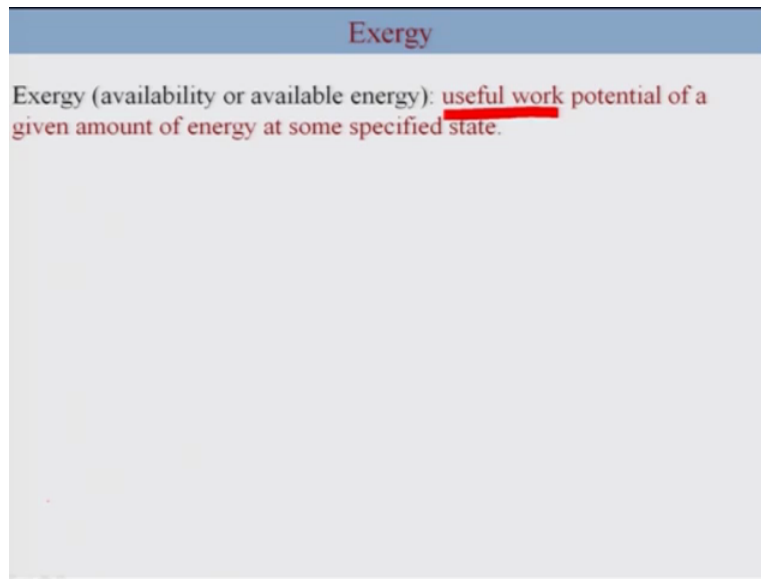 Exergy
Exergy (availability or available energy): useful work potential of a
given amount of energy at some specified state.